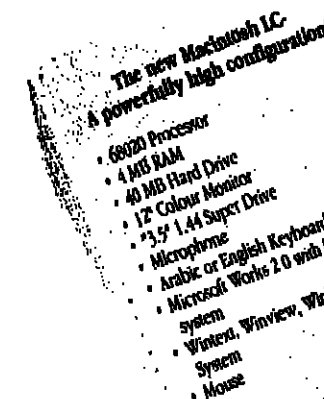 The new Macintosh LC-
A powerfully high configuration
• 68020 Processor
• 4 MB RAM
• 40 MB Hard Drive
• 12" Colour Monitor
• "3.5" 1.44 Super Drive
• Microphone
• Arabic or English Keyboard
• Microsoft Works 2 0 with
system
• Wintext, Winview,
System
• Mouse